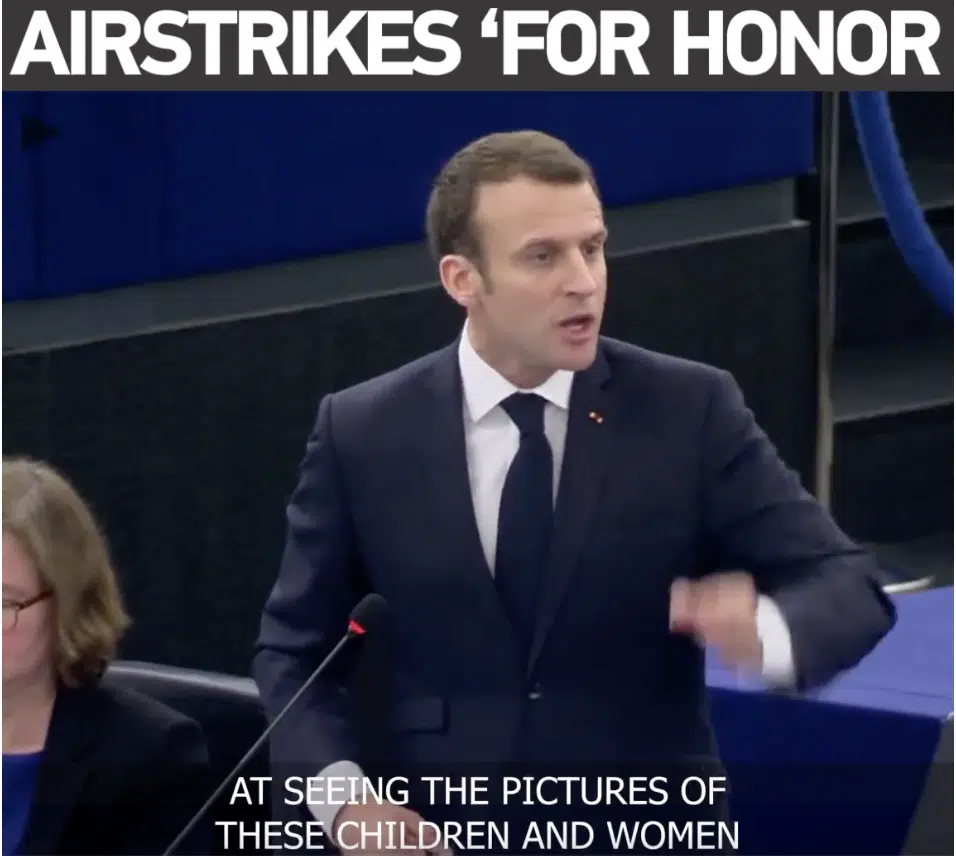 AIRSTRIKES ‘FOR HONOR
AT SEEING THE PICTURES OF
THESE CHILDREN AND WOMEN